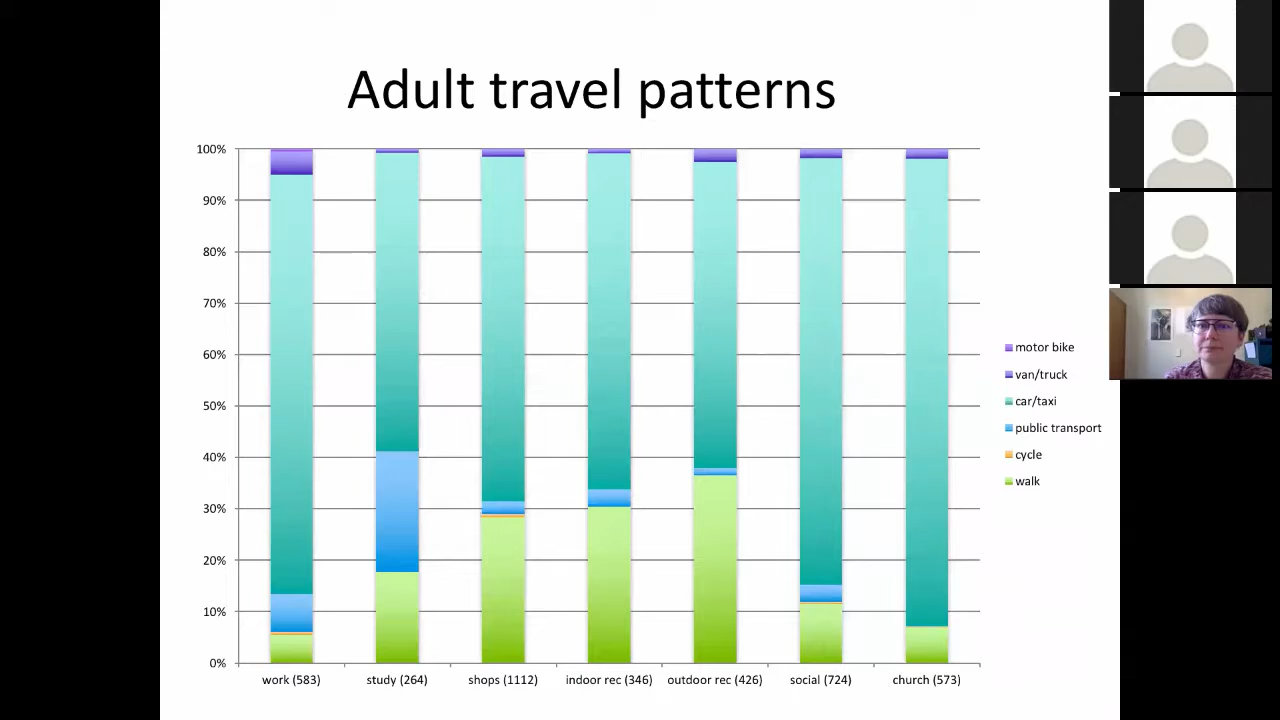 Adult travel patterns
100%
90%
80%
70%
60%
50%
40%
30%
20%
10%
0%
work (583)
study (264)
shops (1112)
indoor rec (346)
outdoor rec (426)
social (724)
church (573)
motor bike
van/truck
car/taxi
public transport
cycle
walk